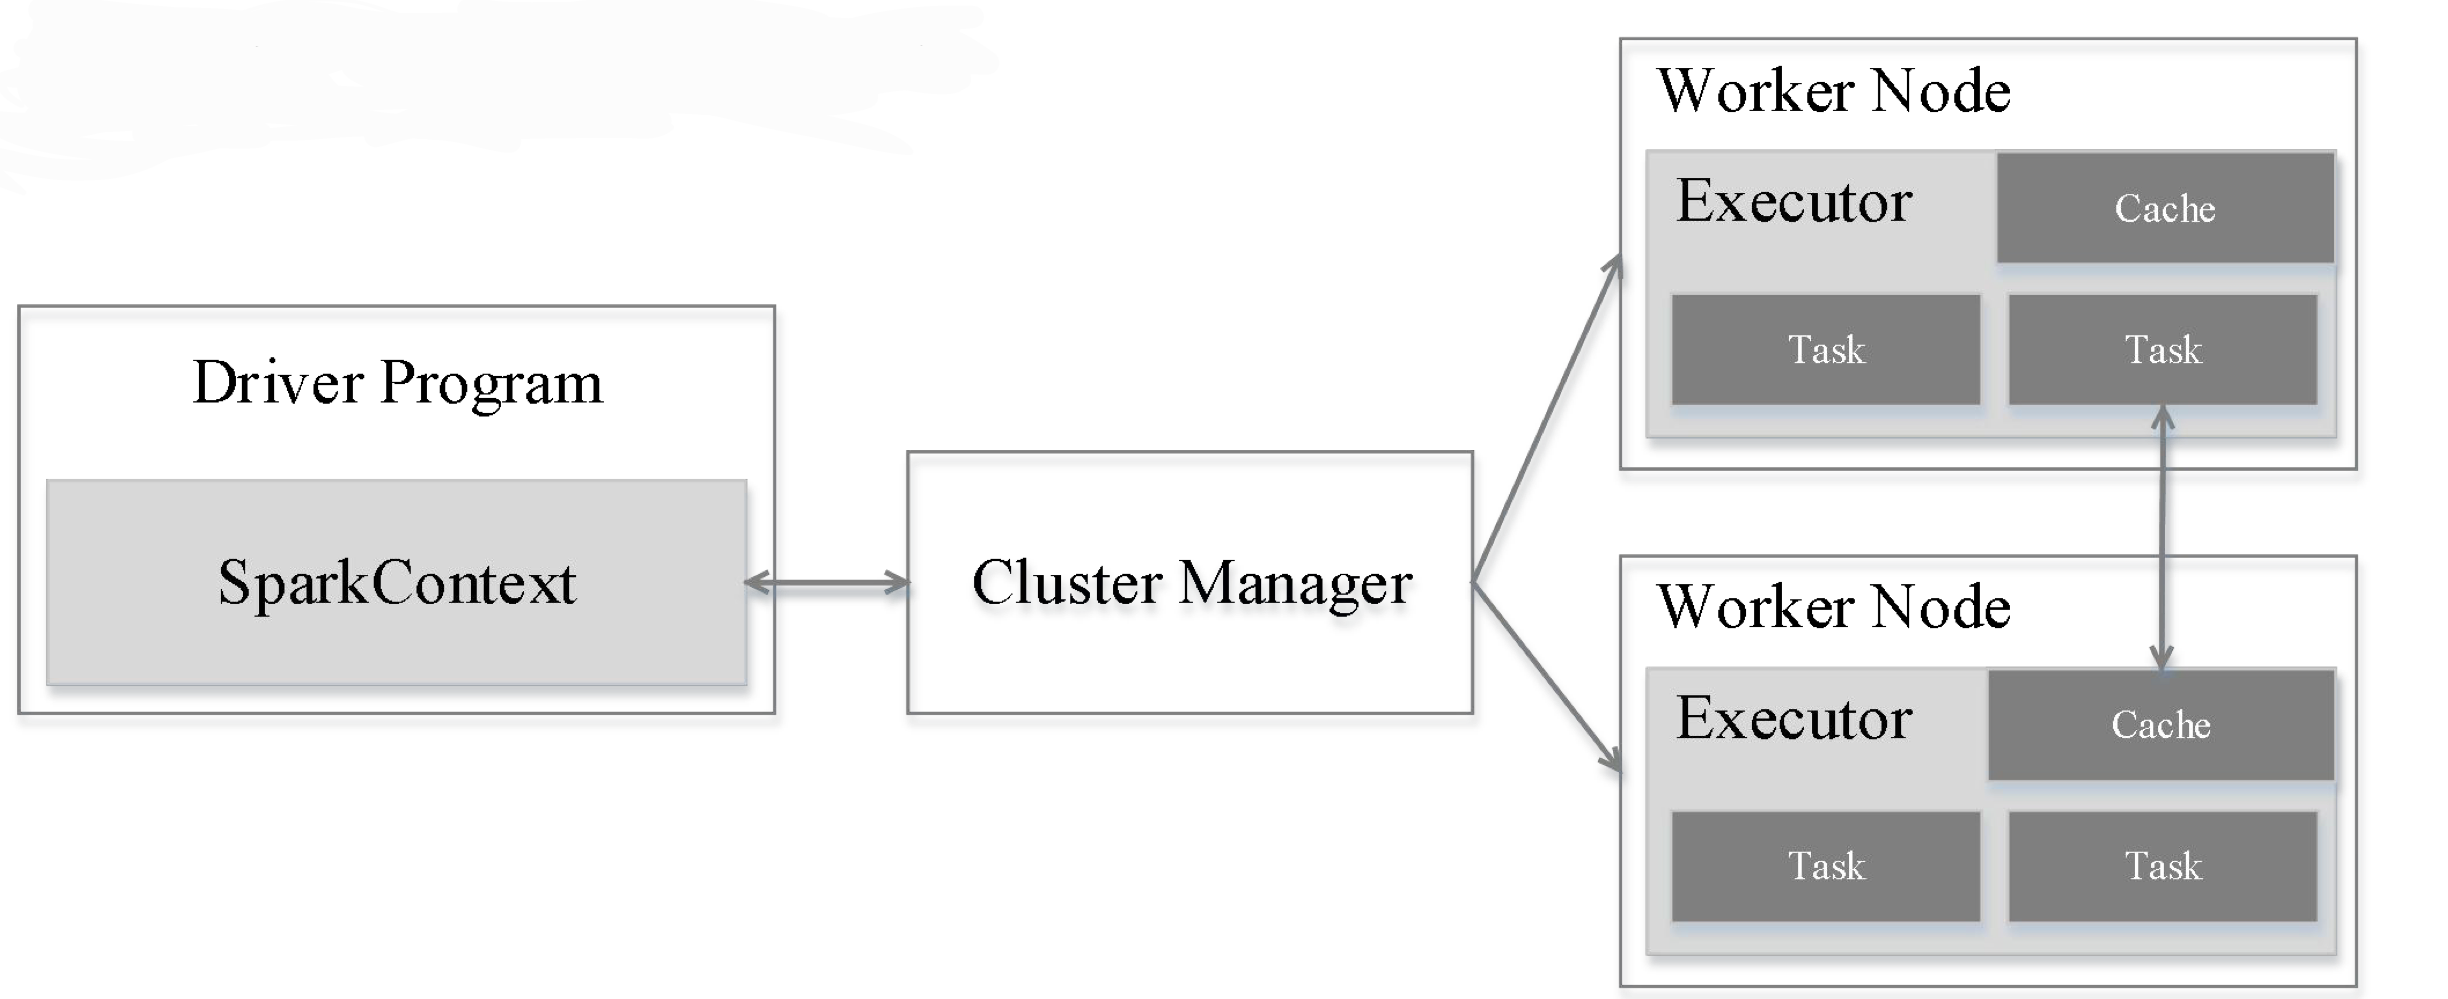 Driver Program
SparkContext
Cluster Manager
Worker Node
Executor
Cache
Task
Task
Worker Node
Executor
Cache
Task
Task